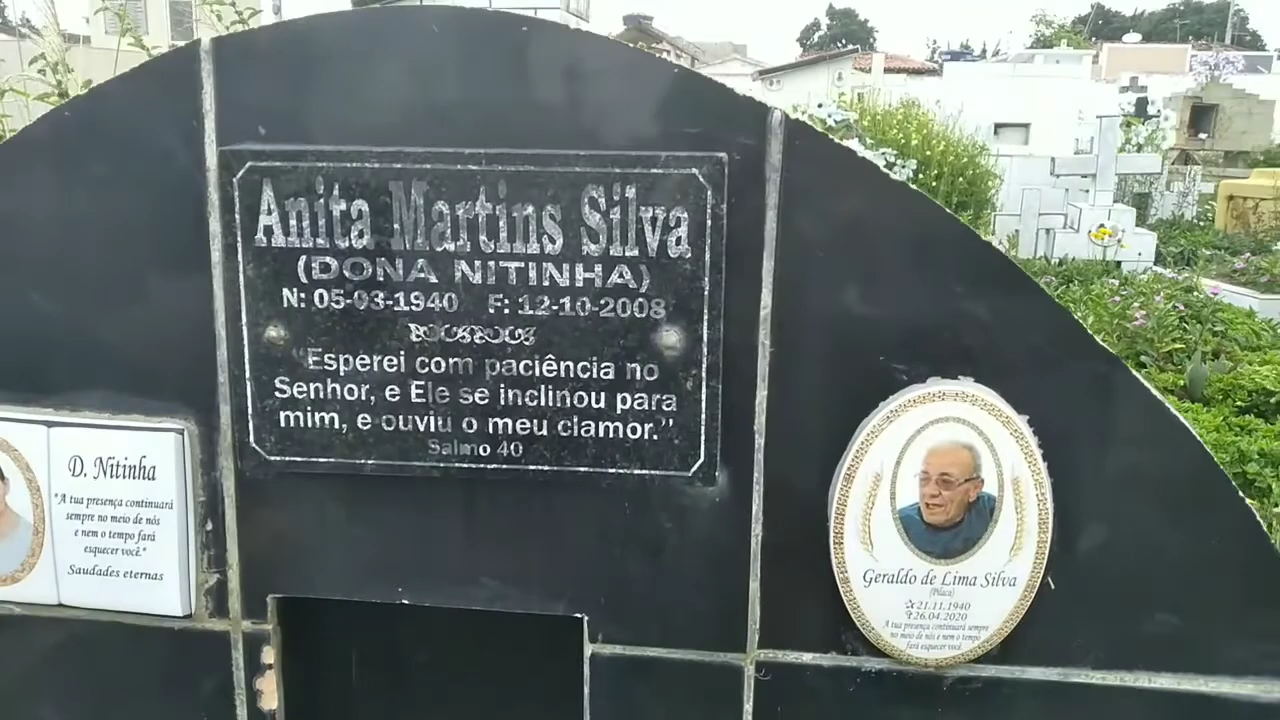 Anita Martins Silva
(DONA NITINHA)
N: 05-03-1940 F: 12-10-2008
"Esperei com paciência no
Senhor, e Ele se inclinou para
mim, e ouviu o meu clamor."
Salmo 40
D. Nitinha
"A tua presença continuará
sempre no meio de nós
e nem o tempo fará
esquecer você."
Saudades eternas
Geraldo de Lima Silva
(Pilaca)
21.11.1940
26.04.2020
A tua presença continuará sempre
no meio de nós e nem o tempo
fará esquecer você.